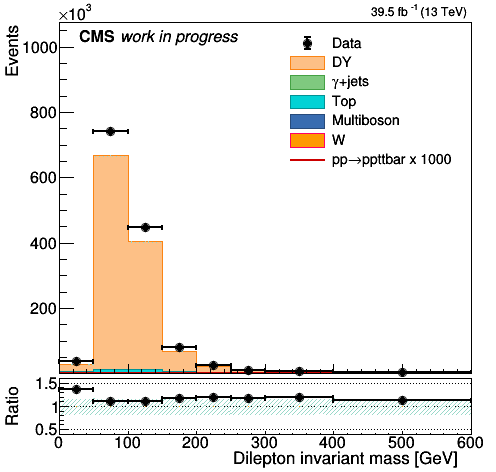 ×10³
39.5 fb⁻¹ (13 TeV)
CMS work in progress
Events
1000
800
600
400
200
Data
DY
γ+jets
Top
Multiboson
W
pp→ppttbar x 1000
Ratio
1.5
1
0.5
0 100 200 300 400 500 600
Dilepton invariant mass [GeV]